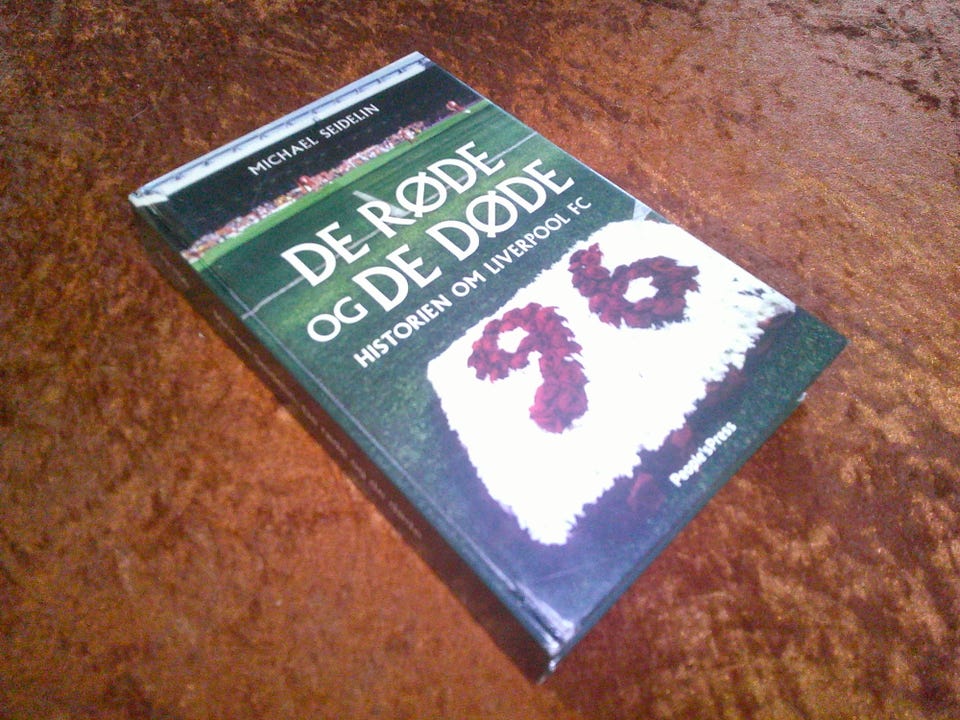 MICHAEL SEIDELIN
DE RØDE
OG DE DØDE
HISTORIEN OM LIVERPOOL FC
96
People'sPress